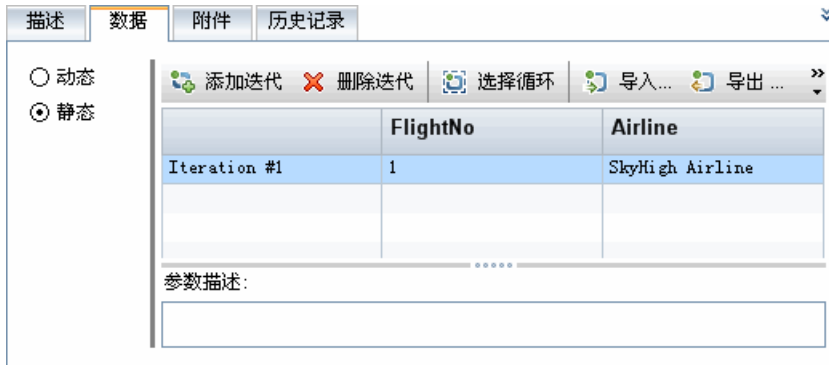 描述 数据 附件 历史记录
动态
静态
添加迭代 删除迭代 选择循环 导入... 导出 ...
FlightNo Airline
Iteration #1 1 SkyHigh Airline
参数描述: